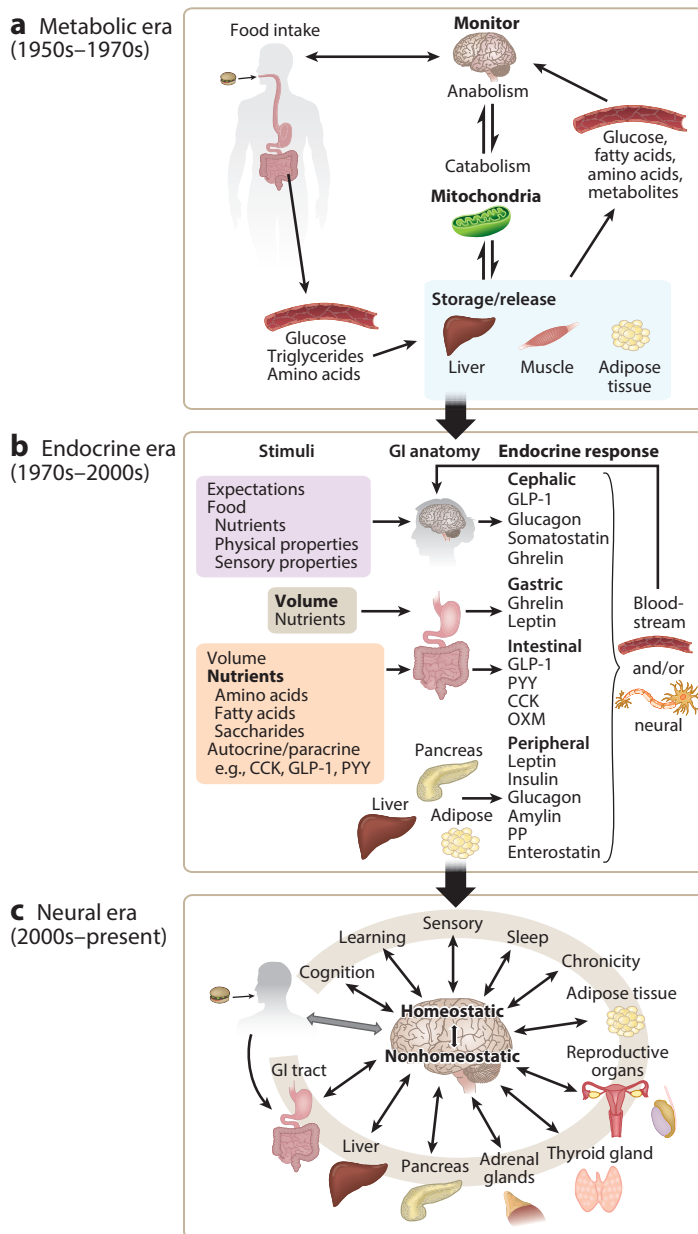 a Metabolic era
(1950s–1970s)
Food intake
Monitor
Anabolism
Catabolism
Mitochondria
Glucose,
fatty acids,
amino acids,
metabolites
Storage/release
Liver
Muscle
Adipose
tissue
Glucose
Triglycerides
Amino acids
b Endocrine era
(1970s–2000s)
Stimuli
GI anatomy
Endocrine response
Expectations
Food
Nutrients
Physical properties
Sensory properties
Cephalic
GLP-1
Glucagon
Somatostatin
Ghrelin
Volume
Nutrients
Gastric
Ghrelin
Leptin
Volume
Nutrients
Amino acids
Fatty acids
Saccharides
Autocrine/paracrine
e.g., CCK, GLP-1, PYY
Intestinal
GLP-1
PYY
CCK
OXM
Pancreas
Liver
Adipose
Peripheral
Leptin
Insulin
Glucagon
Amylin
PP
Enterostatin
Blood-
stream
and/or
neural
c Neural era
(2000s–present)
Cognition
Learning
Sensory
Sleep
Chronicity
Adipose tissue
Homeostatic
Nonhomeostatic
Reproductive
organs
GI tract
Liver
Pancreas
Adrenal
glands
Thyroid gland